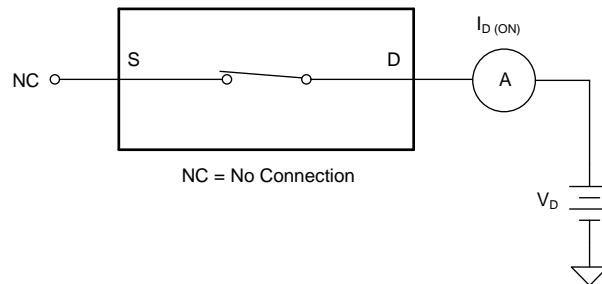 I_D (ON)
S
D
NC
A
NC = No Connection
V_D